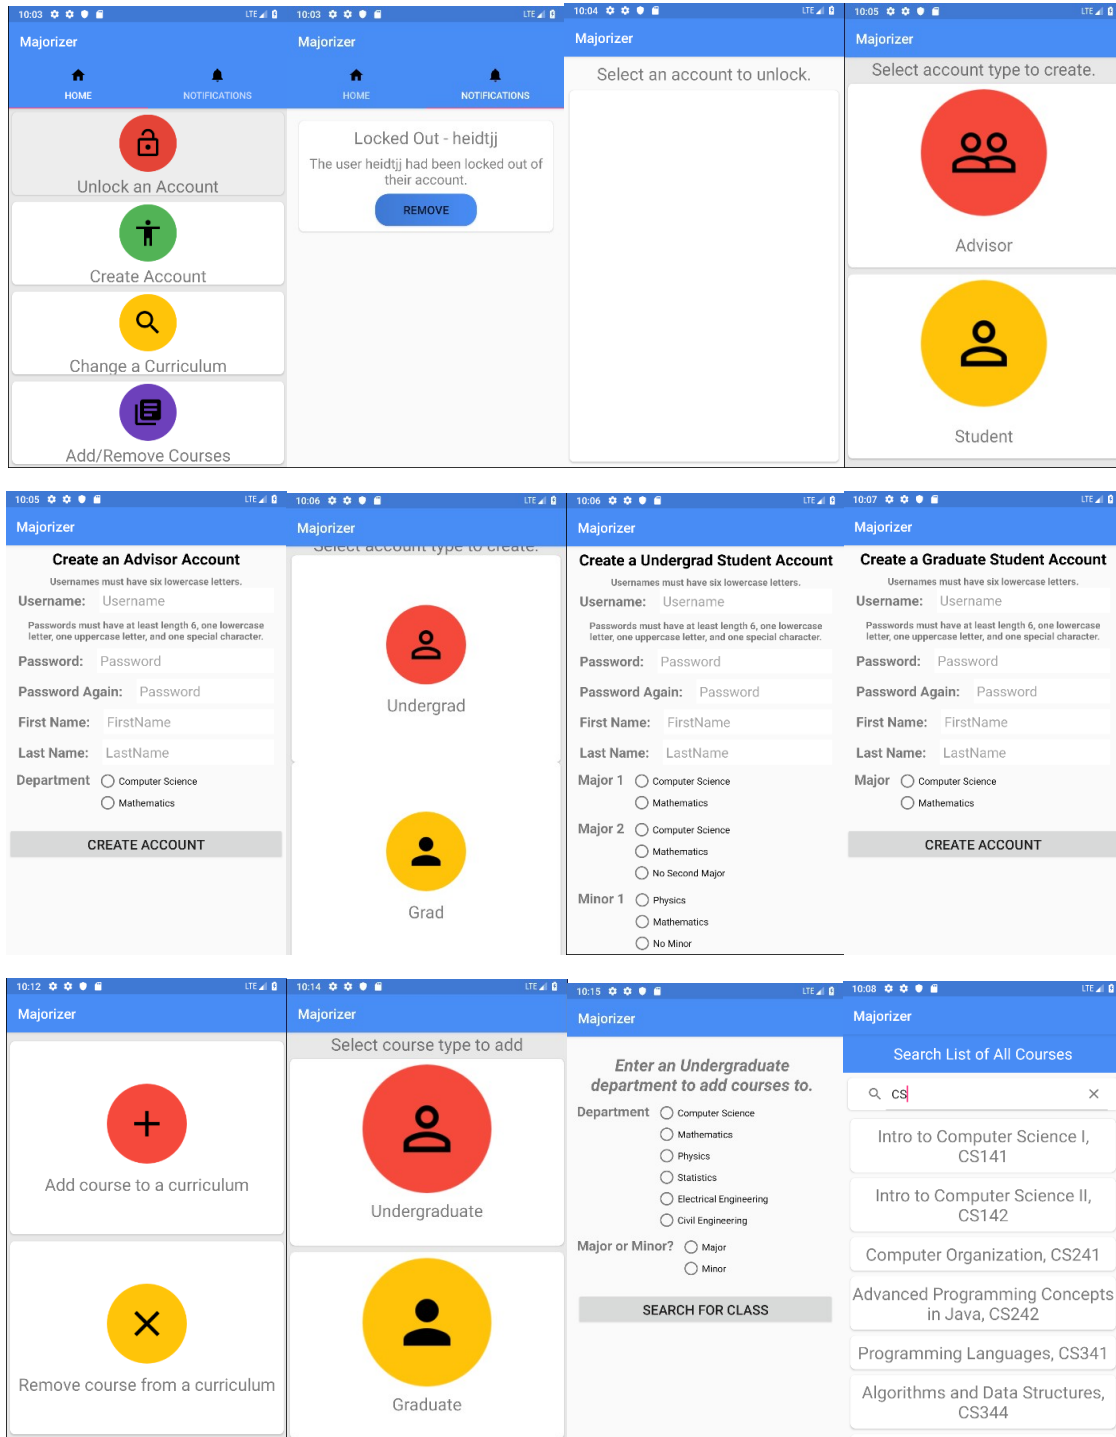 10:03
LTE
Majorizer
HOME
NOTIFICATIONS
Unlock an Account
Create Account
Change a Curriculum
Add/Remove Courses
10:03
LTE
Majorizer
HOME
NOTIFICATIONS
Locked Out - heidtjj
The user heidtjj had been locked out of
their account.
REMOVE
10:04
LTE
Majorizer
Select an account to unlock.
10:05
LTE
Majorizer
Select account type to create.
Advisor
Student
10:05
LTE
Majorizer
Create an Advisor Account
Usernames must have six lowercase letters.
Username: Username
Passwords must have at least length 6, one lowercase
letter, one uppercase letter, and one special character.
Password: Password
Password Again: Password
First Name: FirstName
Last Name: LastName
Department Computer Science
Mathematics
CREATE ACCOUNT
10:06
LTE
Majorizer
Select account type to create.
Undergrad
Grad
10:06
LTE
Majorizer
Create a Undergrad Student Account
Usernames must have six lowercase letters.
Username: Username
Passwords must have at least length 6, one lowercase
letter, one uppercase letter, and one special character.
Password: Password
Password Again: Password
First Name: FirstName
Last Name: LastName
Major 1 Computer Science
Mathematics
Major 2 Computer Science
Mathematics
No Second Major
Minor 1 Physics
Mathematics
No Minor
10:07
LTE
Majorizer
Create a Graduate Student Account
Usernames must have six lowercase letters.
Username: Username
Passwords must have at least length 6, one lowercase
letter, one uppercase letter, and one special character.
Password: Password
Password Again: Password
First Name: FirstName
Last Name: LastName
Major Computer Science
Mathematics
CREATE ACCOUNT
10:12
LTE
Majorizer
Add course to a curriculum
Remove course from a curriculum
10:14
LTE
Majorizer
Select course type to add
Undergraduate
Graduate
10:15
LTE
Majorizer
Enter an Undergraduate
department to add courses to.
Department Computer Science
Mathematics
Physics
Statistics
Electrical Engineering
Civil Engineering
Major or Minor? Major
Minor
SEARCH FOR CLASS
10:08
LTE
Majorizer
Search List of All Courses
cs
Intro to Computer Science I,
CS141
Intro to Computer Science II,
CS142
Computer Organization, CS241
Advanced Programming Concepts
in Java, CS242
Programming Languages, CS341
Algorithms and Data Structures,
CS344